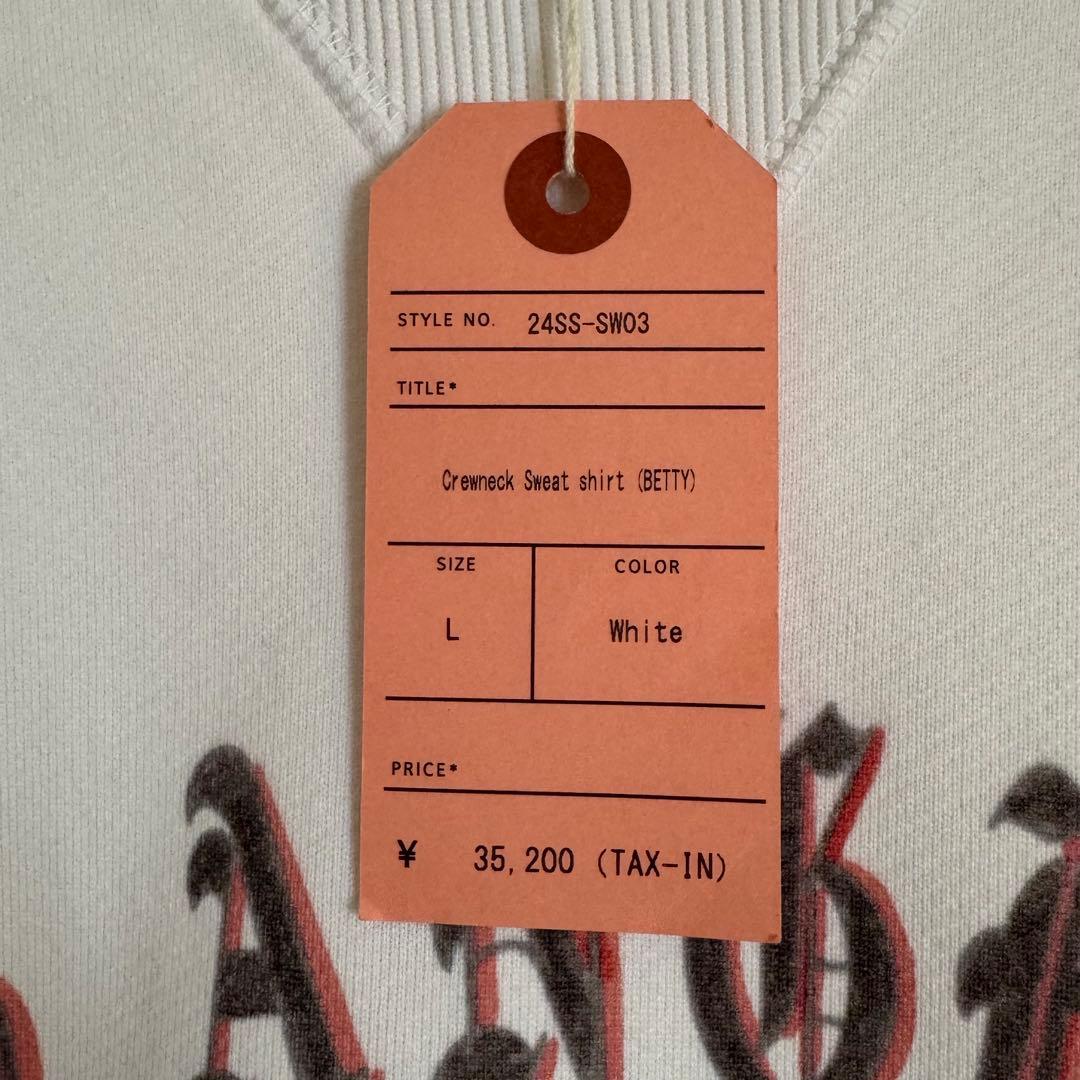 STYLE NO. 24SS-SW03
TITLE*
Crewneck Sweat shirt (BETTY)
SIZE COLOR
L White
PRICE*
¥ 35,200 (TAX-IN)